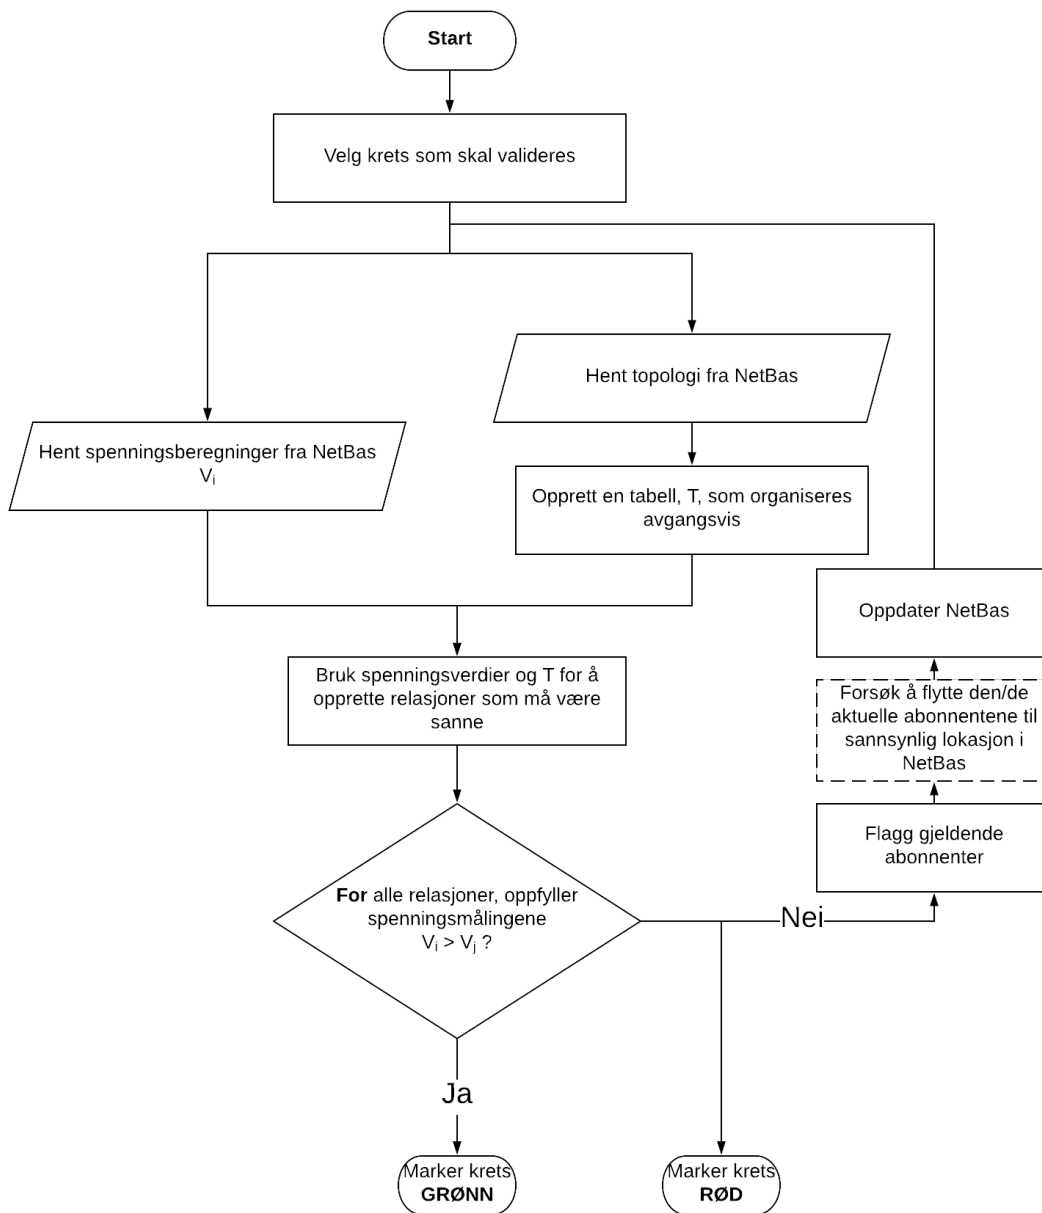 Start
Velg krets som skal valideres
Hent topologi fra NetBas
Hent spenningsberegninger fra NetBas
Vᵢ
Opprett en tabell, T, som organiseres
avgangsvis
Oppdater NetBas
Bruk spenningsverdier og T for å
opprette relasjoner som må være
sanne
Forsøk å flytte den/de
aktuelle abonnentene til
sannsynlig lokasjon i
NetBas
Flagg gjeldende
abonnenter
For alle relasjoner, oppfyller
spenningsmålingene
Vᵢ > Vⱼ ?
Nei
Ja
Marker krets
GRØNN
Marker krets
RØD